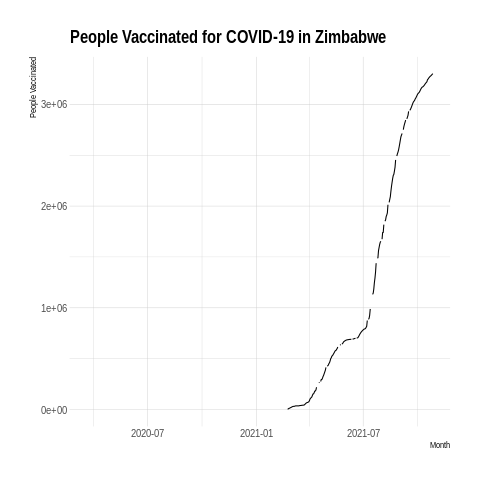 People Vaccinated for COVID-19 in Zimbabwe
People Vaccinated
3e+06
2e+06
1e+06
0e+00
2020-07
2021-01
2021-07
Month